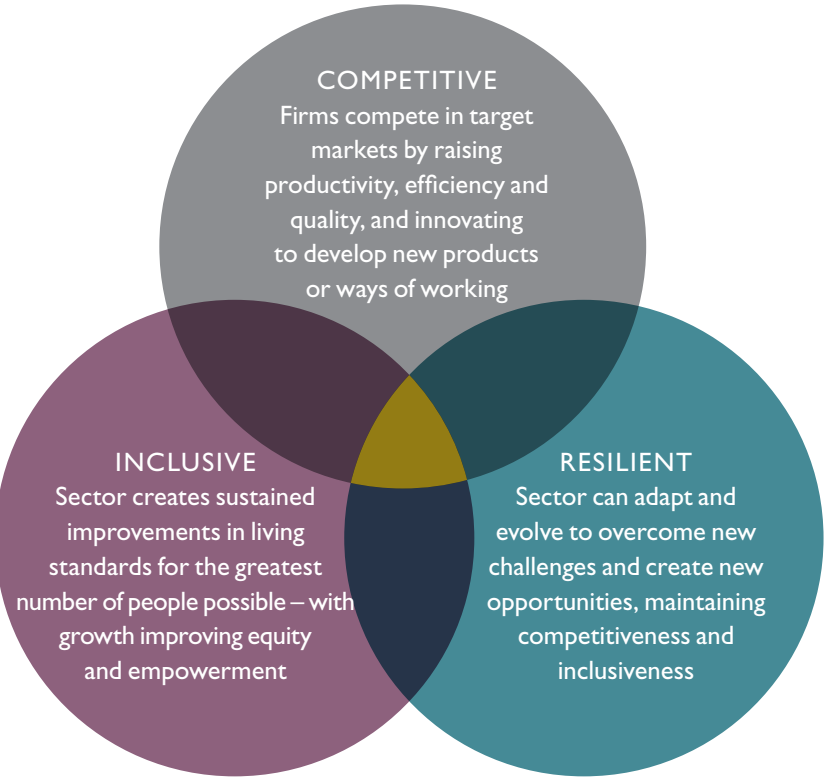 COMPETITIVE
Firms compete in target
markets by raising
productivity, efficiency and
quality, and innovating
to develop new products
or ways of working
INCLUSIVE
Sector creates sustained
improvements in living
standards for the greatest
number of people possible – with
growth improving equity
and empowerment
RESILIENT
Sector can adapt and
evolve to overcome new
challenges and create new
opportunities, maintaining
competitiveness and
inclusiveness